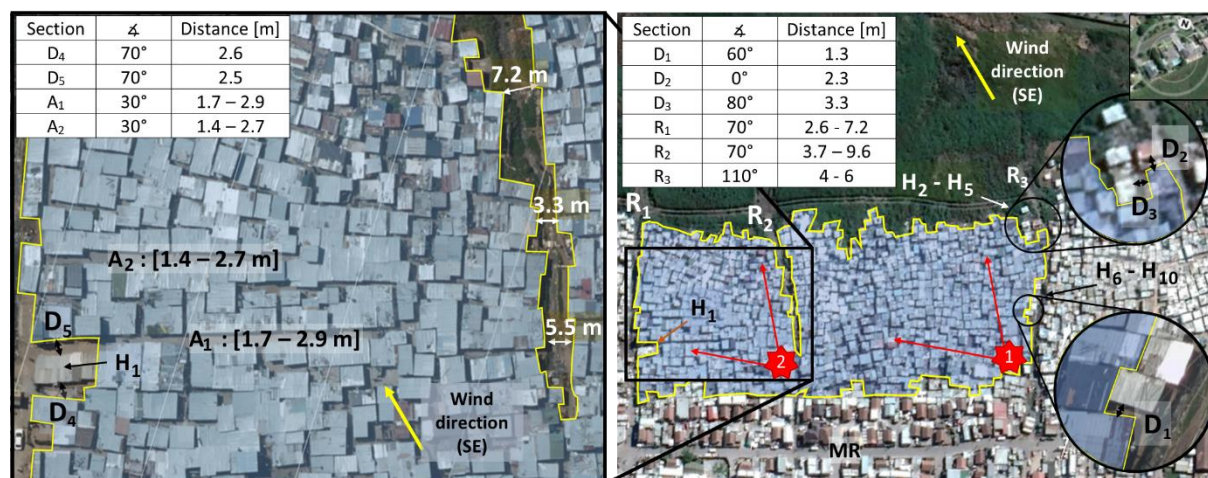 Section ∡ Distance [m]
D₄ 70° 2.6
D₅ 70° 2.5
A₁ 30° 1.7 – 2.9
A₂ 30° 1.4 – 2.7
7.2 m
3.3 m
A₂ : [1.4 – 2.7 m]
A₁ : [1.7 – 2.9 m]
5.5 m
D₅
H₁
D₄
Wind
direction
(SE)
Section ∡ Distance [m]
D₁ 60° 1.3
D₂ 0° 2.3
D₃ 80° 3.3
R₁ 70° 2.6 - 7.2
R₂ 70° 3.7 – 9.6
R₃ 110° 4 - 6
Wind
direction
(SE)
N
D₂
D₃
H₂ - H₅
R₃
R₁
R₂
H₆ - H₁₀
H₁
2
1
D₁
MR